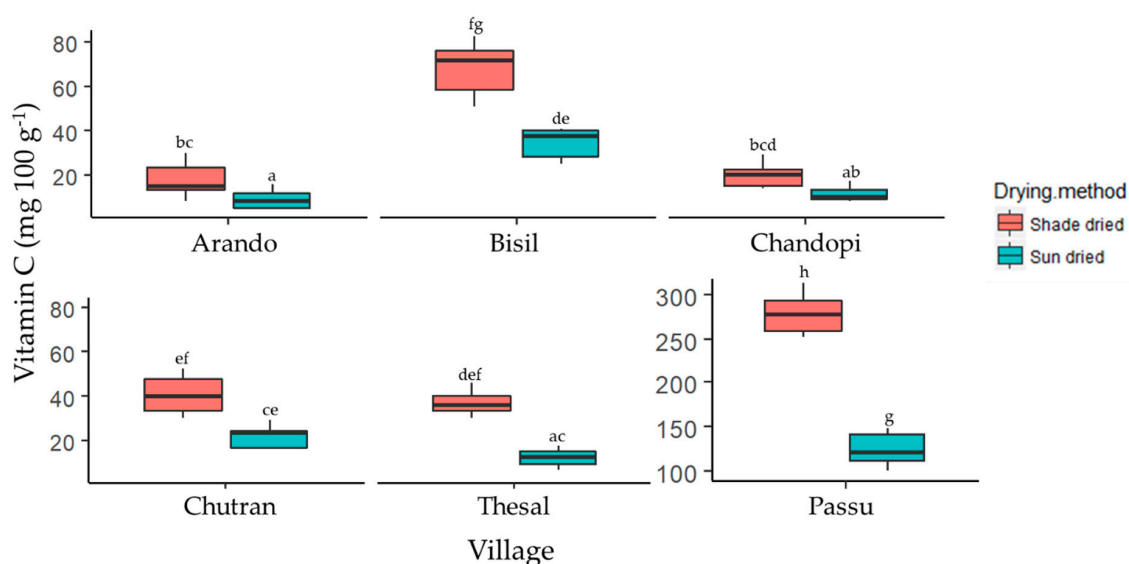 Vitamin C (mg 100 g⁻¹)
80
60
40
20
bc
a
fg
de
bcd
ab
Arando
Bisil
Chandopi
Drying.method
Shade dried
Sun dried
80
60
40
20
ef
ce
def
ac
300
250
200
150
100
h
g
Chutran
Thesal
Passu
Village